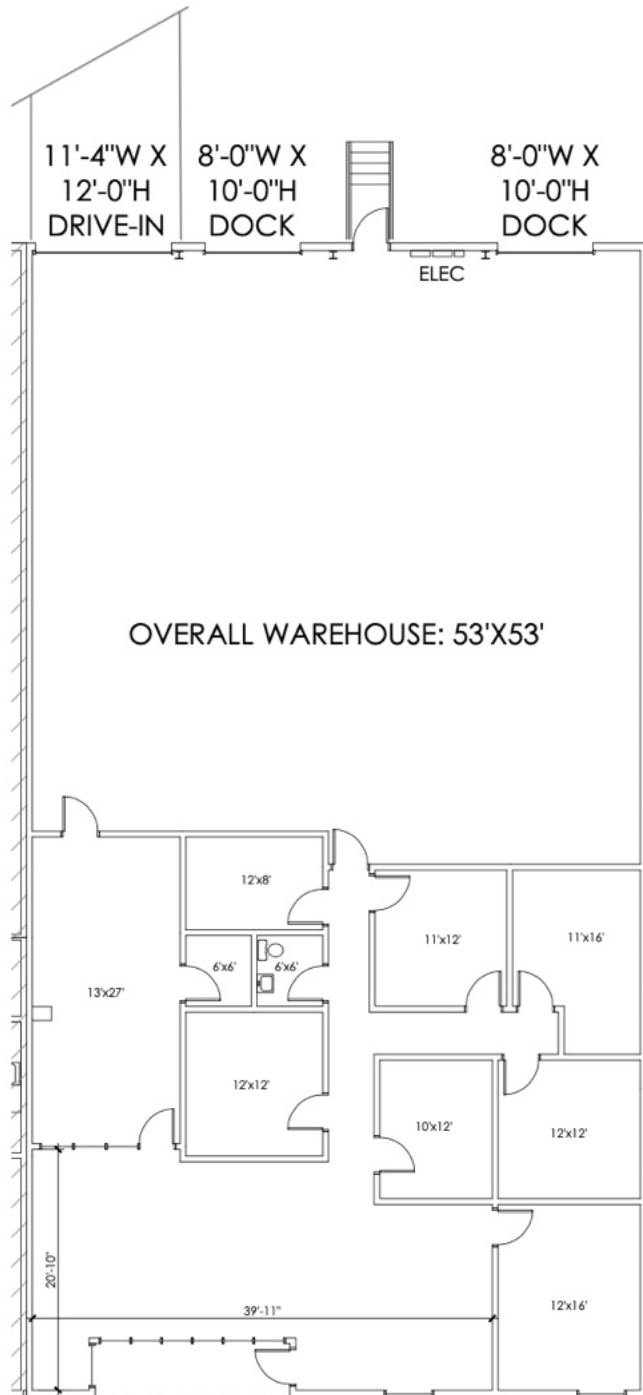 11'-4"W X
12'-0"H
DRIVE-IN
8'-0"W X
10'-0"H
DOCK
8'-0"W X
10'-0"H
DOCK
ELEC
OVERALL WAREHOUSE: 53'X53'
12'x8'
11'x12'
11'x16'
6'x6'
6'x6'
13'x27'
12'x12'
10'x12'
12'x12'
20'-10"
39'-11"
12'x16'